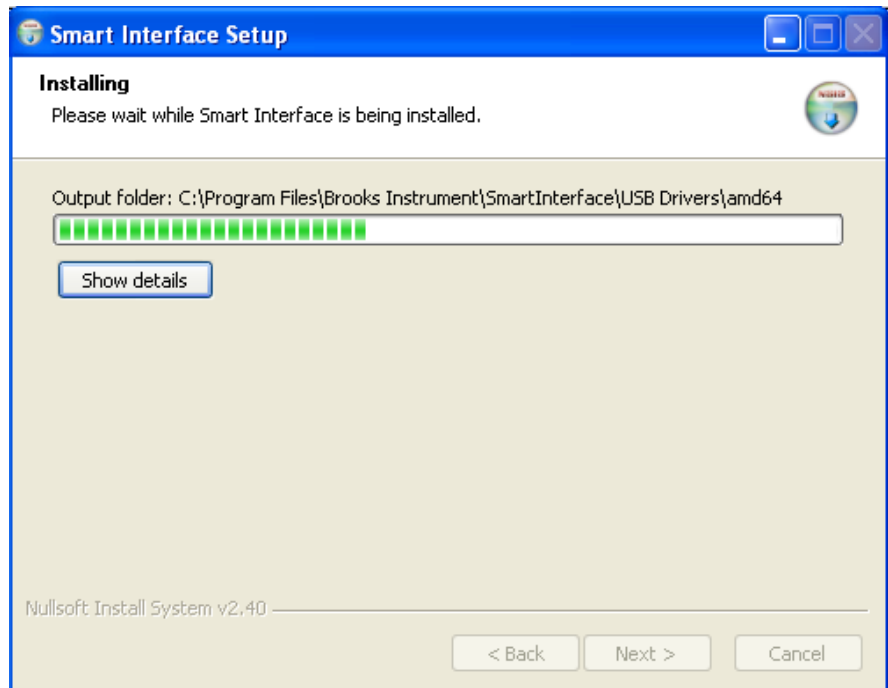 Smart Interface Setup
Installing
Please wait while Smart Interface is being installed.
Output folder: C:\Program Files\Brooks Instrument\SmartInterface\USB Drivers\amd64
Show details
Nullsoft Install System v2.40
< Back Next > Cancel